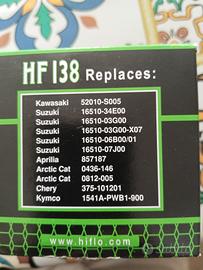 HF138 Replaces:
Kawasaki 52010-S005
Suzuki 16510-34E00
Suzuki 16510-03G00
Suzuki 16510-03G00-X07
Suzuki 16510-06B00/01
Suzuki 16510-07J00
Aprilia 857187
Arctic Cat 0436-146
Arctic Cat 0812-005
Chery 375-101201
Kymco 1541A-PWB1-900
www.hiflo.com